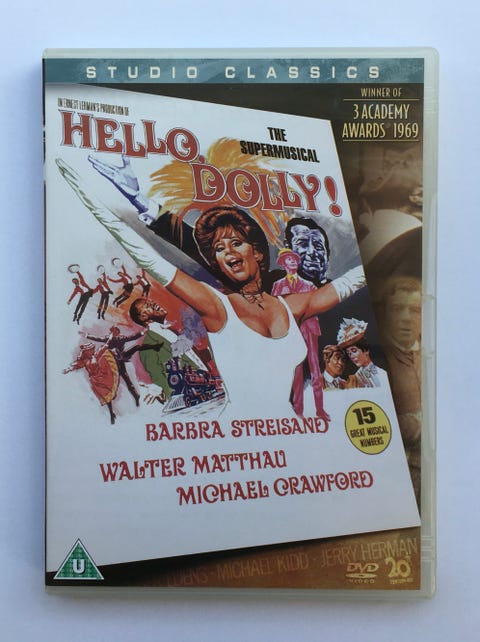 STUDIO CLASSICS
WINNER OF
3 ACADEMY
AWARDS 1969
IN ERNEST LEHMAN'S PRODUCTION OF
HELLO,
DOLLY!
THE
SUPERMUSICAL
15
GREAT MUSICAL
NUMBERS
BARBRA STREISAND
WALTER MATTHAU
MICHAEL CRAWFORD
MICHAEL KIDD · JERRY HERMAN
U
DVD
VIDEO
20